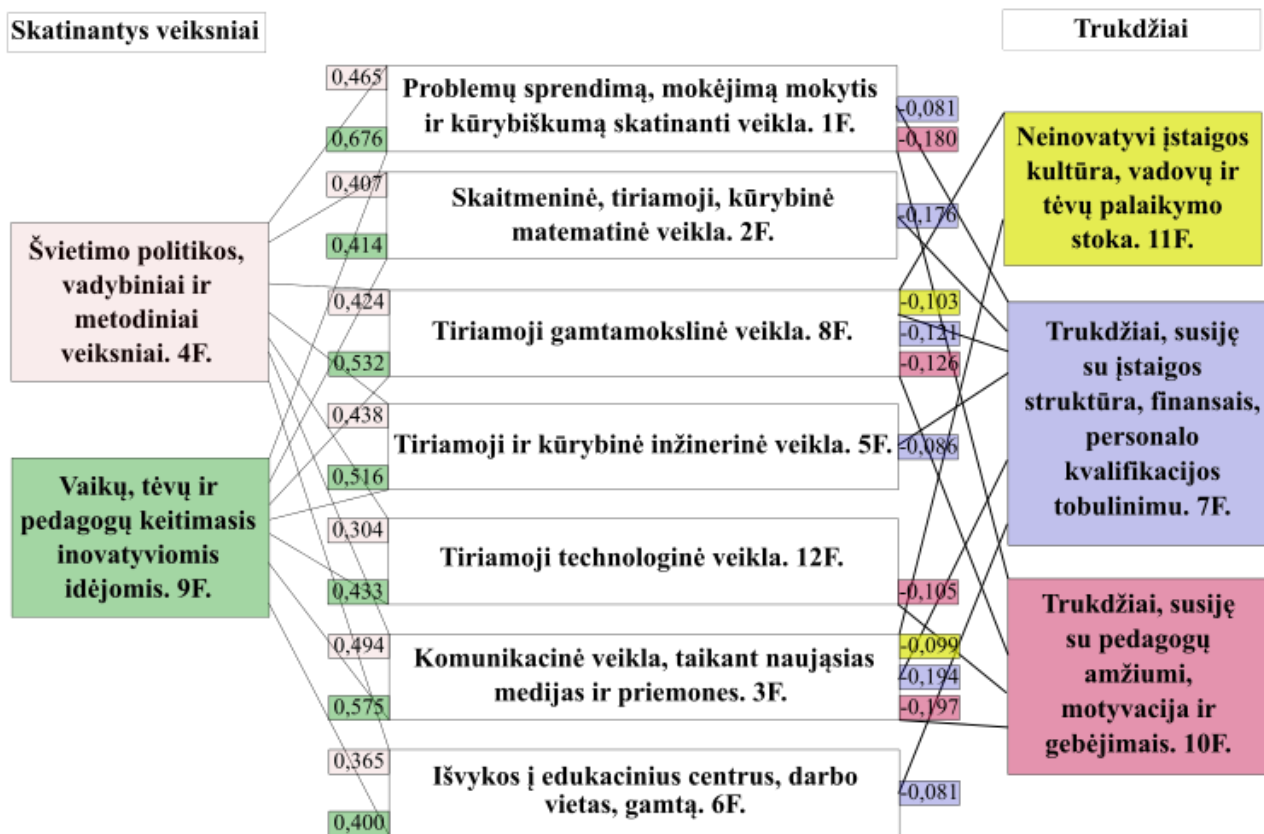 Skatinantys veiksniai
Trukdžiai
Švietimo politikos,
vadybiniai ir
metodiniai
veiksniai. 4F.
Vaikų, tėvų ir
pedagogų keitimasis
inovatyviomis
idėjomis. 9F.
0,465
0,676
Problemų sprendimą, mokėjimą mokytis
ir kūrybiškumą skatinanti veikla. 1F.
-0,081
-0,180
0,407
0,414
Skaitmeninė, tiriamoji, kūrybinė
matematinė veikla. 2F.
-0,176
0,424
0,532
Tiriamoji gamtamokslinė veikla. 8F.
-0,103
-0,121
-0,126
0,438
0,516
Tiriamoji ir kūrybinė inžinerinė veikla. 5F.
-0,086
0,304
0,433
Tiriamoji technologinė veikla. 12F.
-0,105
0,494
0,575
Komunikacinė veikla, taikant naująsias
medijas ir priemones. 3F.
-0,099
-0,194
-0,197
0,365
0,400
Išvykos į edukacinius centrus, darbo
vietas, gamtą. 6F.
-0,081
Neinovatyvi įstaigos
kultūra, vadovų ir
tėvų palaikymo
stoka. 11F.
Trukdžiai, susiję
su įstaigos
struktūra, finansais,
personalo
kvalifikacijos
tobulinimu. 7F.
Trukdžiai, susiję
su pedagogų
amžiumi,
motyvacija ir
gebėjimais. 10F.